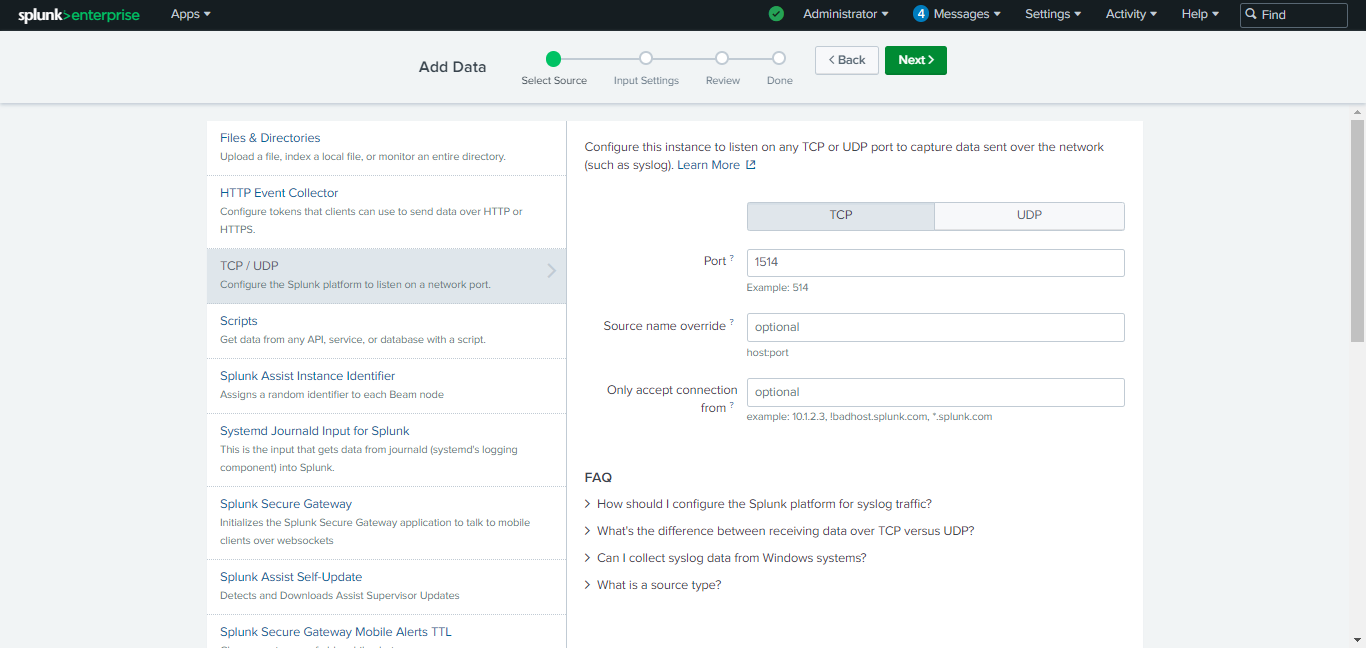 splunk>enterprise Apps Administrator 4 Messages Settings Activity Help Find
Add Data
Select Source Input Settings Review Done
Back Next
Files & Directories
Upload a file, index a local file, or monitor an entire directory.
HTTP Event Collector
Configure tokens that clients can use to send data over HTTP or
HTTPS.
TCP / UDP
Configure the Splunk platform to listen on a network port.
Scripts
Get data from any API, service, or database with a script.
Splunk Assist Instance Identifier
Assigns a random identifier to each Beam node
Systemd Journald Input for Splunk
This is the input that gets data from journald (systemd's logging
component) into Splunk.
Splunk Secure Gateway
Initializes the Splunk Secure Gateway application to talk to mobile
clients over websockets
Splunk Assist Self-Update
Detects and Downloads Assist Supervisor Updates
Splunk Secure Gateway Mobile Alerts TTL
Configure this instance to listen on any TCP or UDP port to capture data sent over the network
(such as syslog). Learn More
TCP UDP
Port ? 1514
Example: 514
Source name override ? optional
host:port
Only accept connection
from ? optional
example: 10.1.2.3, !badhost.splunk.com, *.splunk.com
FAQ
> How should I configure the Splunk platform for syslog traffic?
> What's the difference between receiving data over TCP versus UDP?
> Can I collect syslog data from Windows systems?
> What is a source type?